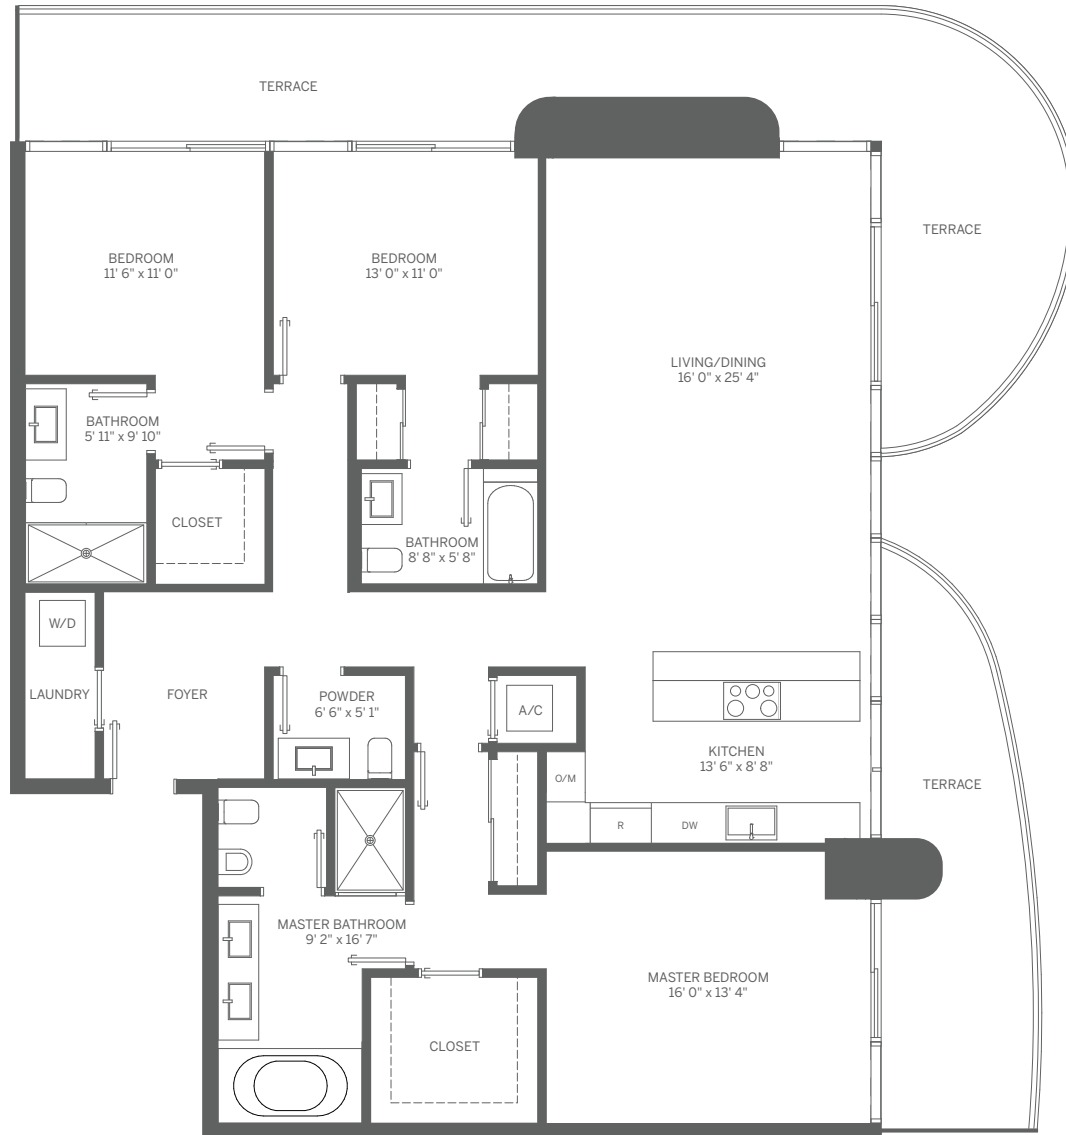 TERRACE
TERRACE
BEDROOM
11' 6" x 11' 0"
BEDROOM
13' 0" x 11' 0"
LIVING/DINING
16' 0" x 25' 4"
BATHROOM
5' 11" x 9' 10"
CLOSET
BATHROOM
8' 8" x 5' 8"
W/D
LAUNDRY
FOYER
POWDER
6' 6" x 5' 1"
A/C
KITCHEN
13' 6" x 8' 8"
O/M
R
DW
TERRACE
MASTER BATHROOM
9' 2" x 16' 7"
MASTER BEDROOM
16' 0" x 13' 4"
CLOSET